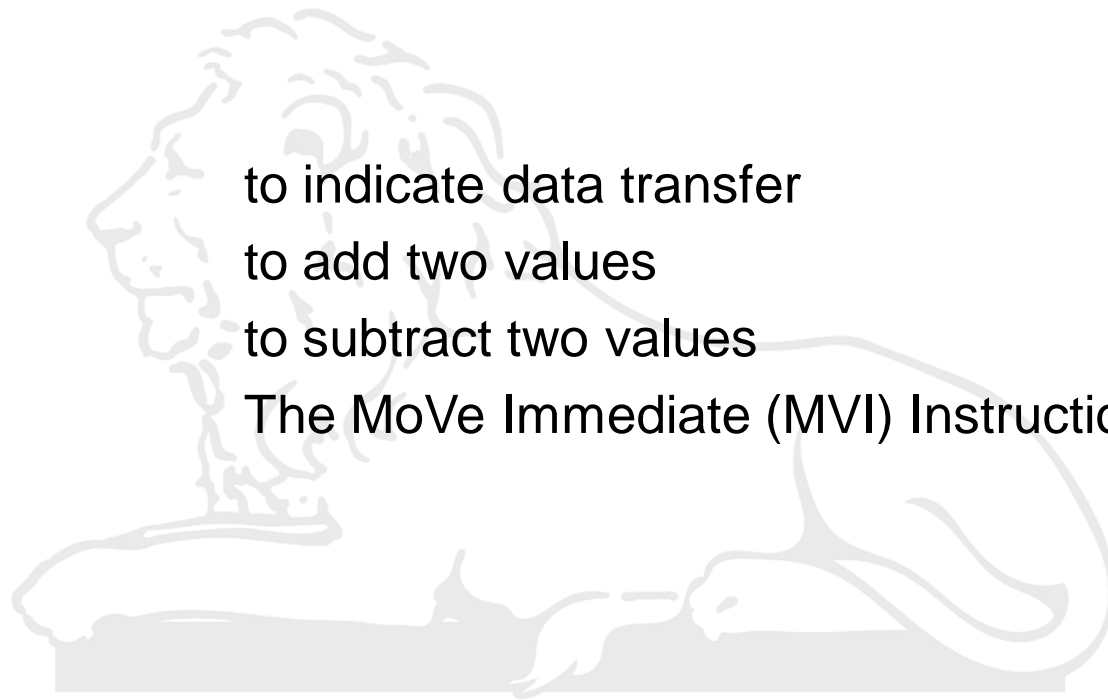 to indicate data transfer
to add two values
to subtract two values
The MoVe Immediate (MVI)